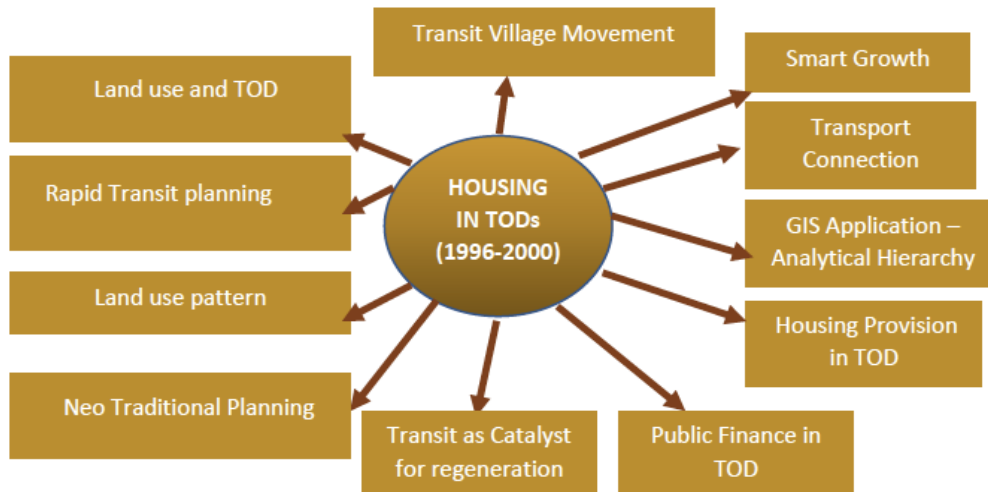 Transit Village Movement
Land use and TOD
Smart Growth
Transport
Connection
Rapid Transit planning
HOUSING
IN TODs
(1996-2000)
GIS Application –
Analytical Hierarchy
Land use pattern
Housing Provision
in TOD
Neo Traditional Planning
Transit as Catalyst
for regeneration
Public Finance in
TOD